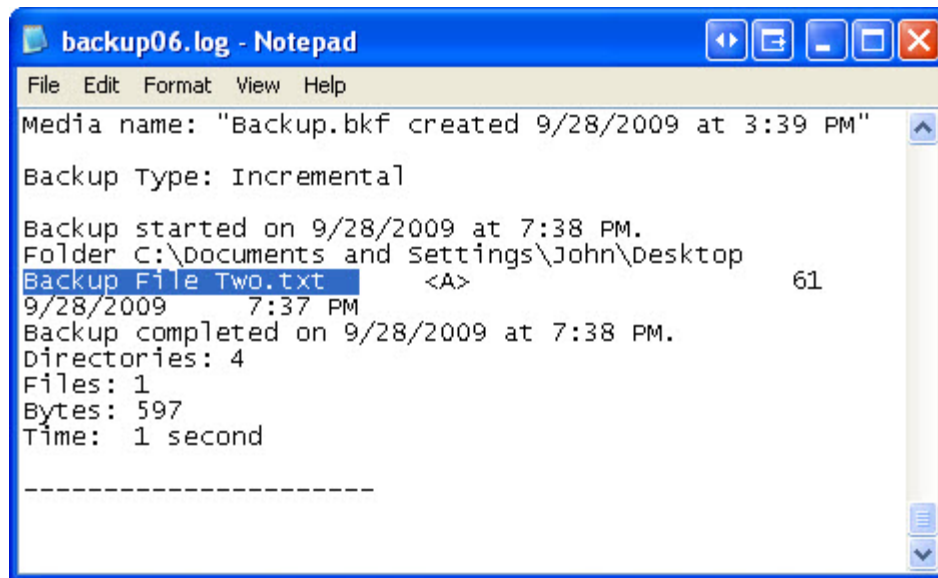 backup06.log - Notepad
File Edit Format View Help
Media name: "Backup.bkf created 9/28/2009 at 3:39 PM"
Backup Type: Incremental
Backup started on 9/28/2009 at 7:38 PM.
Folder C:\Documents and Settings\John\Desktop
Backup File Two.txt <A> 61
9/28/2009 7:37 PM
Backup completed on 9/28/2009 at 7:38 PM.
Directories: 4
Files: 1
Bytes: 597
Time: 1 second
----------------------